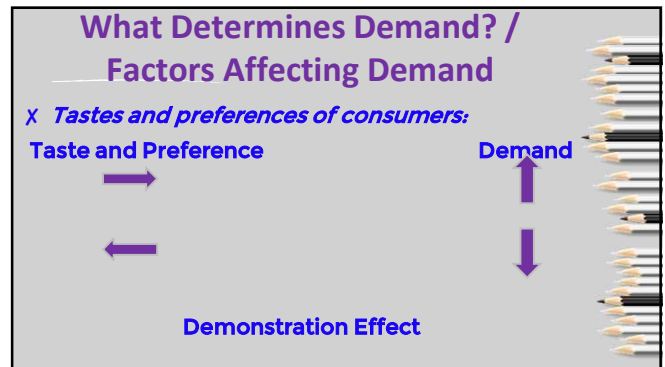 What Determines Demand? /
Factors Affecting Demand
✗ Tastes and preferences of consumers:
Taste and Preference Demand
Demonstration Effect